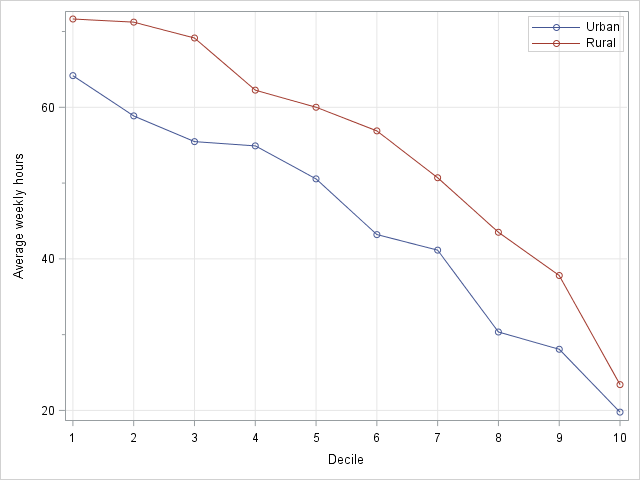 Urban
Rural
60
40
20
Average weekly hours
1 2 3 4 5 6 7 8 9 10
Decile